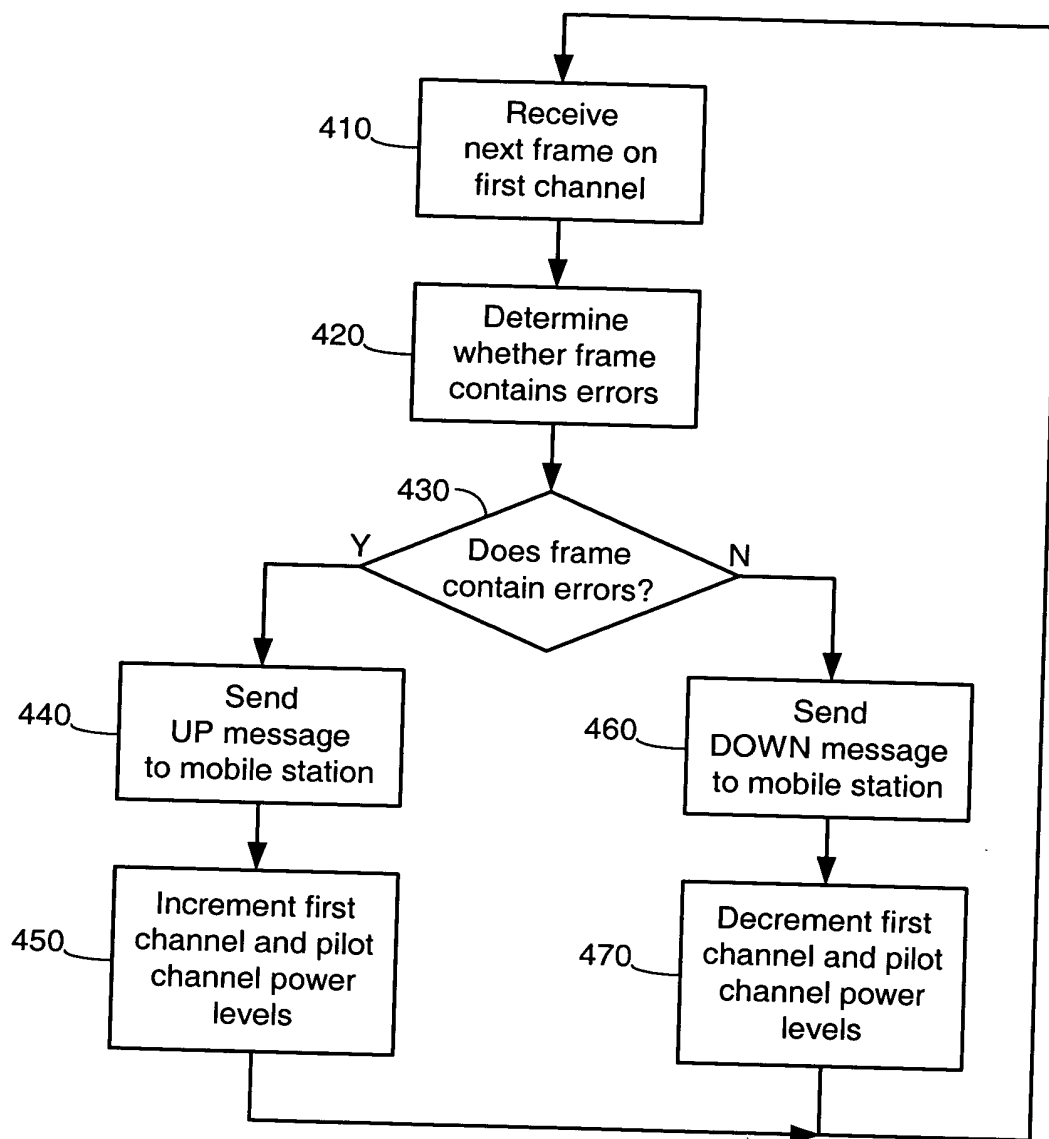 410
Receive
next frame on
first channel
420
Determine
whether frame
contains errors
430
Y
Does frame
contain errors?
N
440
Send
UP message
to mobile station
460
Send
DOWN message
to mobile station
450
Increment first
channel and pilot
channel power
levels
470
Decrement first
channel and pilot
channel power
levels